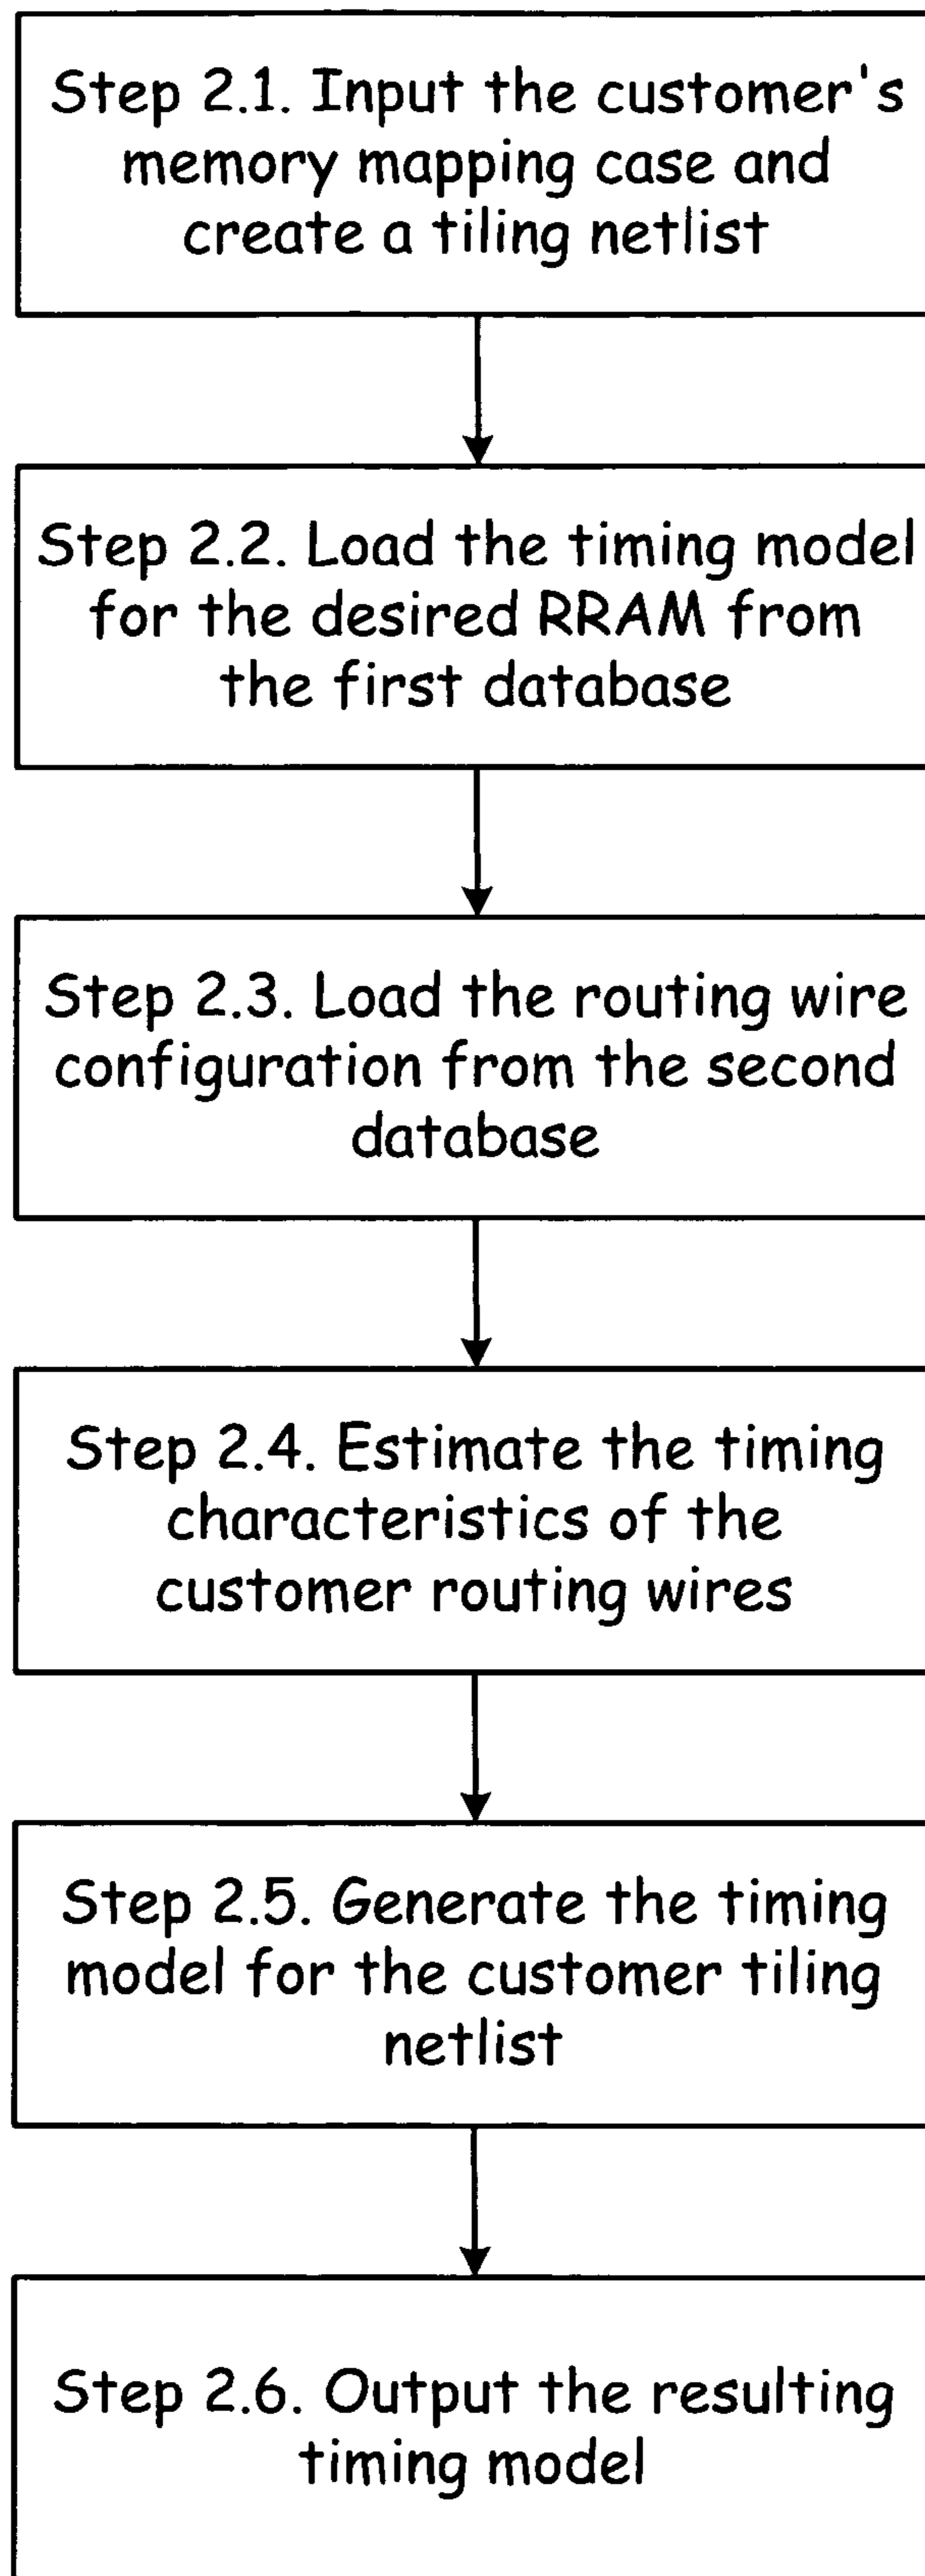 Step 2.1. Input the customer's
memory mapping case and
create a tiling netlist
Step 2.2. Load the timing model
for the desired RRAM from
the first database
Step 2.3. Load the routing wire
configuration from the second
database
Step 2.4. Estimate the timing
characteristics of the
customer routing wires
Step 2.5. Generate the timing
model for the customer tiling
netlist
Step 2.6. Output the resulting
timing model